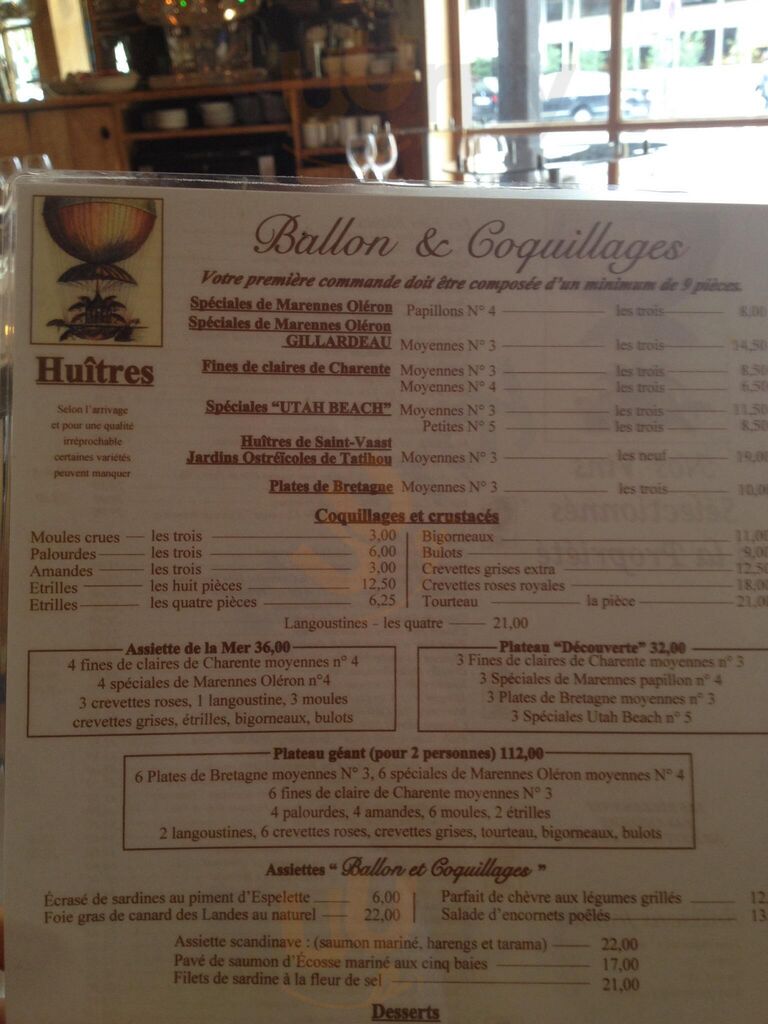 Ballon & Coquillages
Votre première commande doit être composée d'un minimum de 9 pièces.
Huîtres
Selon l'arrivage
et pour une qualité
irréprochable
certaines variétés
peuvent manquer
Spéciales de Marennes Oléron Papillons N° 4 les trois 8,00
Spéciales de Marennes Oléron
GILLARDEAU Moyennes N° 3 les trois 14,50
Fines de claires de Charente Moyennes N° 3 les trois 8,50
Moyennes N° 4 les trois 6,50
Spéciales "UTAH BEACH" Moyennes N° 3 les trois 11,50
Petites N° 5 les trois 8,50
Huîtres de Saint-Vaast
Jardins Ostréïcoles de Tatihou Moyennes N° 3 les neuf 19,00
Plates de Bretagne Moyennes N° 3 les trois 10,00
Coquillages et crustacés
Moules crues les trois 3,00
Palourdes les trois 6,00
Amandes les trois 3,00
Etrilles les huit pièces 12,50
Etrilles les quatre pièces 6,25
Bigorneaux 11,00
Bulots 9,00
Crevettes grises extra 12,50
Crevettes roses royales 18,00
Tourteau la pièce 21,00
Langoustines - les quatre 21,00
Assiette de la Mer 36,00
4 fines de claires de Charente moyennes n° 4
4 spéciales de Marennes Oléron n°4
3 crevettes roses, 1 langoustine, 3 moules
crevettes grises, étrilles, bigorneaux, bulots
Plateau "Découverte" 32,00
3 Fines de claires de Charente moyennes n° 3
3 Spéciales de Marennes papillon n° 4
3 Plates de Bretagne moyennes n° 3
3 Spéciales Utah Beach n° 5
Plateau géant (pour 2 personnes) 112,00
6 Plates de Bretagne moyennes N° 3, 6 spéciales de Marennes Oléron moyennes N° 4
6 fines de claire de Charente moyennes N° 3
4 palourdes, 4 amandes, 6 moules, 2 étrilles
2 langoustines, 6 crevettes roses, crevettes grises, tourteau, bigorneaux, bulots
Assiettes " Ballon et Coquillages "
Écrasé de sardines au piment d'Espelette 6,00
Foie gras de canard des Landes au naturel 22,00
Parfait de chèvre aux légumes grillés 12,
Salade d'encornets poêlés 13
Assiette scandinave : (saumon mariné, harengs et tarama) 22,00
Pavé de saumon d'Écosse mariné aux cinq baies 17,00
Filets de sardine à la fleur de sel 21,00
Desserts